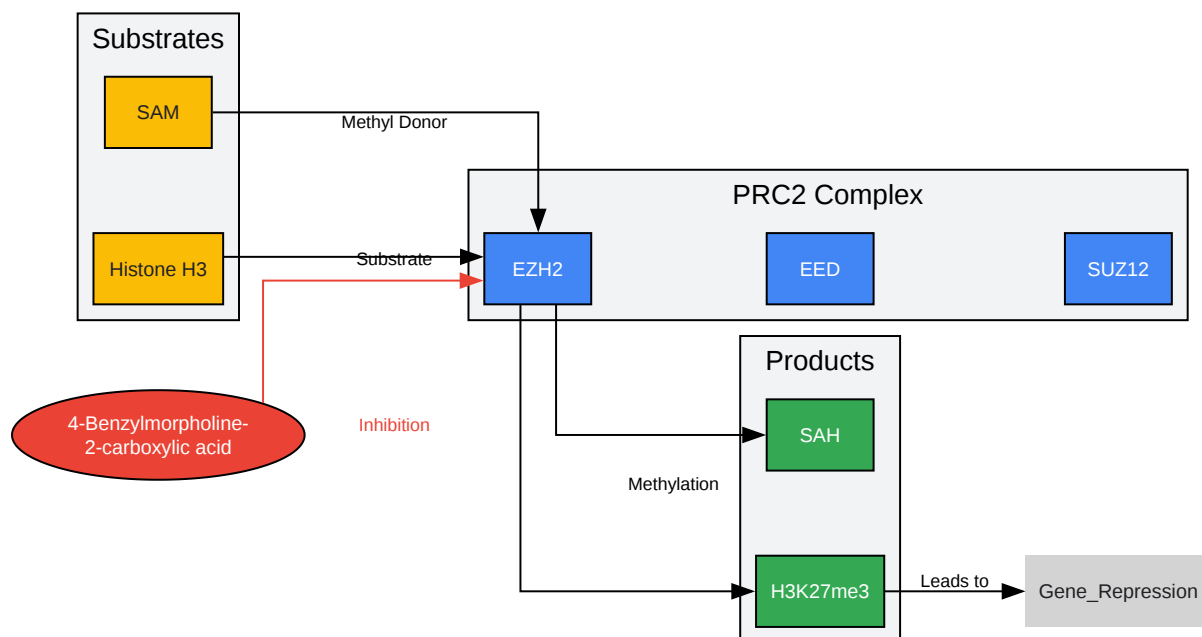 Substrates
SAM
Methyl Donor
PRC2 Complex
Histone H3
Substrate
EZH2
EED
SUZ12
Products
4-Benzylmorpholine-
2-carboxylic acid
Inhibition
SAH
Methylation
H3K27me3
Leads to
Gene_Repression